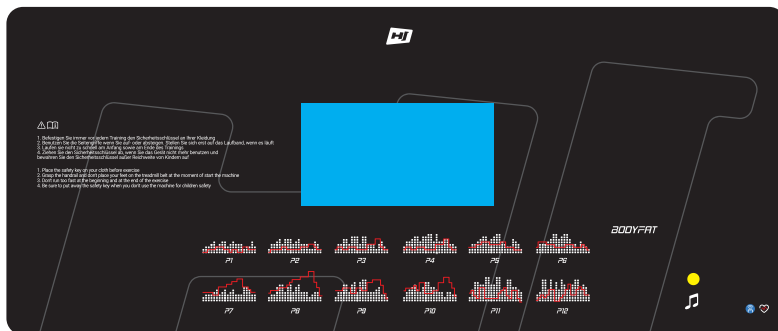 1. Befestigen Sie immer vor jedem Training den Sicherheitsschlüssel an Ihrer Kleidung
2. Benutzen Sie die Seitengriffe wenn Sie auf- oder absteigen. Stellen Sie sich erst auf das Laufband, wenn es läuft
3. Laufen sie nicht zu schnell am Anfang sowie am Ende des Trainings
4. Ziehen Sie den Sicherheitsschlüssel ab, wenn Sie das Gerät nicht mehr benutzen und
bewahren Sie den Sicherheitsschlüssel außer Reichweite von Kindern auf
1. Place the safety key on your cloth before exercise
2. Grasp the handrail and don't place your feet on the treadmill belt at the moment of start the machine
3. Don't run too fast at the beginning and at the end of the exercise
4. Be sure to put away the safety key when you don't use the machine for children safety
BODYFAT
P1 P2 P3 P4 P5 P6
P7 P8 P9 P10 P11 P12